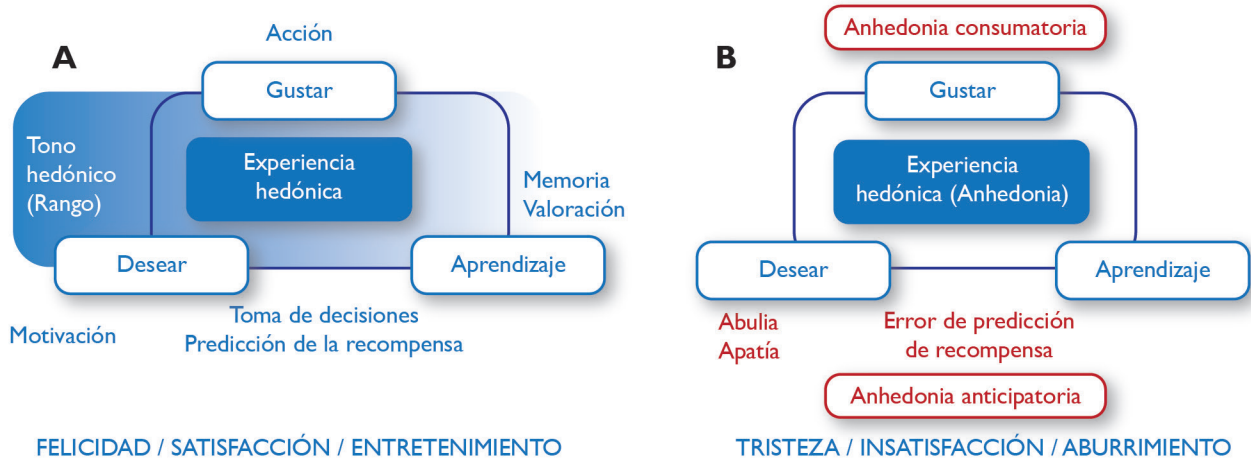 A
Acción
Gustar
Tono
hedónico
(Rango)
Experiencia
hedónica
Memoria
Valoración
Desear
Aprendizaje
Motivación
Toma de decisiones
Predicción de la recompensa
FELICIDAD / SATISFACCIÓN / ENTRETENIMIENTO
B
Anhedonia consumatoria
Gustar
Experiencia
hedónica (Anhedonia)
Desear
Aprendizaje
Abulia
Apatía
Error de predicción
de recompensa
Anhedonia anticipatoria
TRISTEZA / INSATISFACCIÓN / ABURRIMIENTO